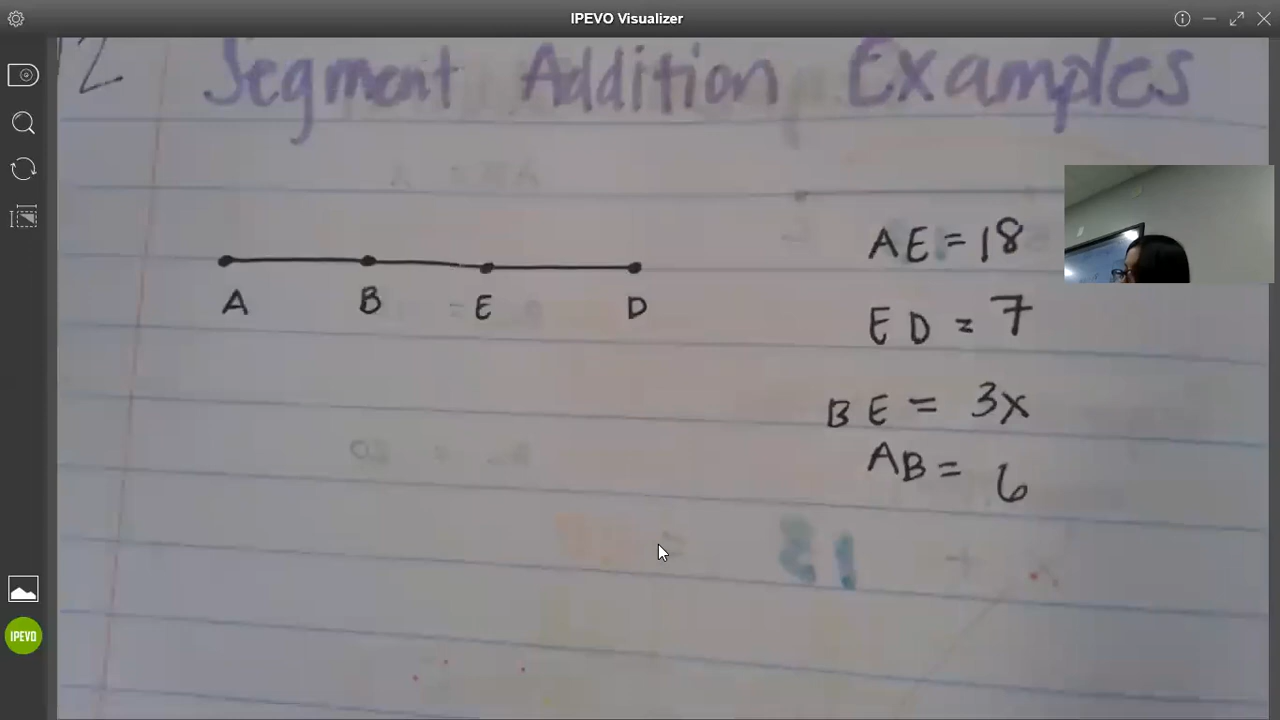 IPEVO Visualizer
2 Segment Addition Examples
A B E D
AE = 18
ED = 7
BE = 3x
AB = 6
IPEVO